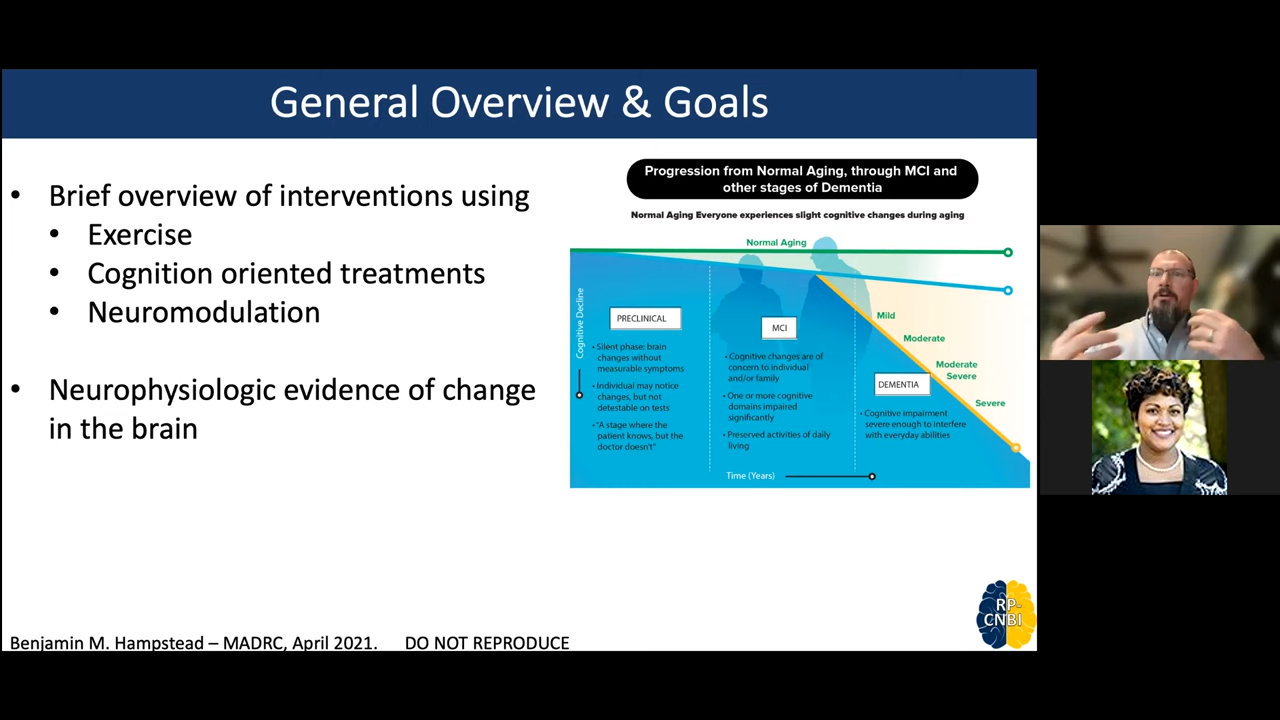 General Overview & Goals
• Brief overview of interventions using
• Exercise
• Cognition oriented treatments
• Neuromodulation
• Neurophysiologic evidence of change
in the brain
Progression from Normal Aging, through MCI and
other stages of Dementia
Normal Aging Everyone experiences slight cognitive changes during aging
Normal Aging
Cognitive Decline
PRECLINICAL
• Silent phase: brain
changes without
measurable symptoms
• Individual may notice
changes, but not
detestable on tests
• "A stage where the
patient knows, but the
doctor doesn't"
MCI
• Cognitive changes are of
concern to individual
and/or family
• One or more cognitive
domains impaired
significantly
• Preserved activities of daily
living
Mild
Moderate
Moderate
Severe
Severe
DEMENTIA
• Cognitive impairment
severe enough to interfere
with everyday abilities
Time (Years)
RP-
CNBI
Benjamin M. Hampstead – MADRC, April 2021. DO NOT REPRODUCE